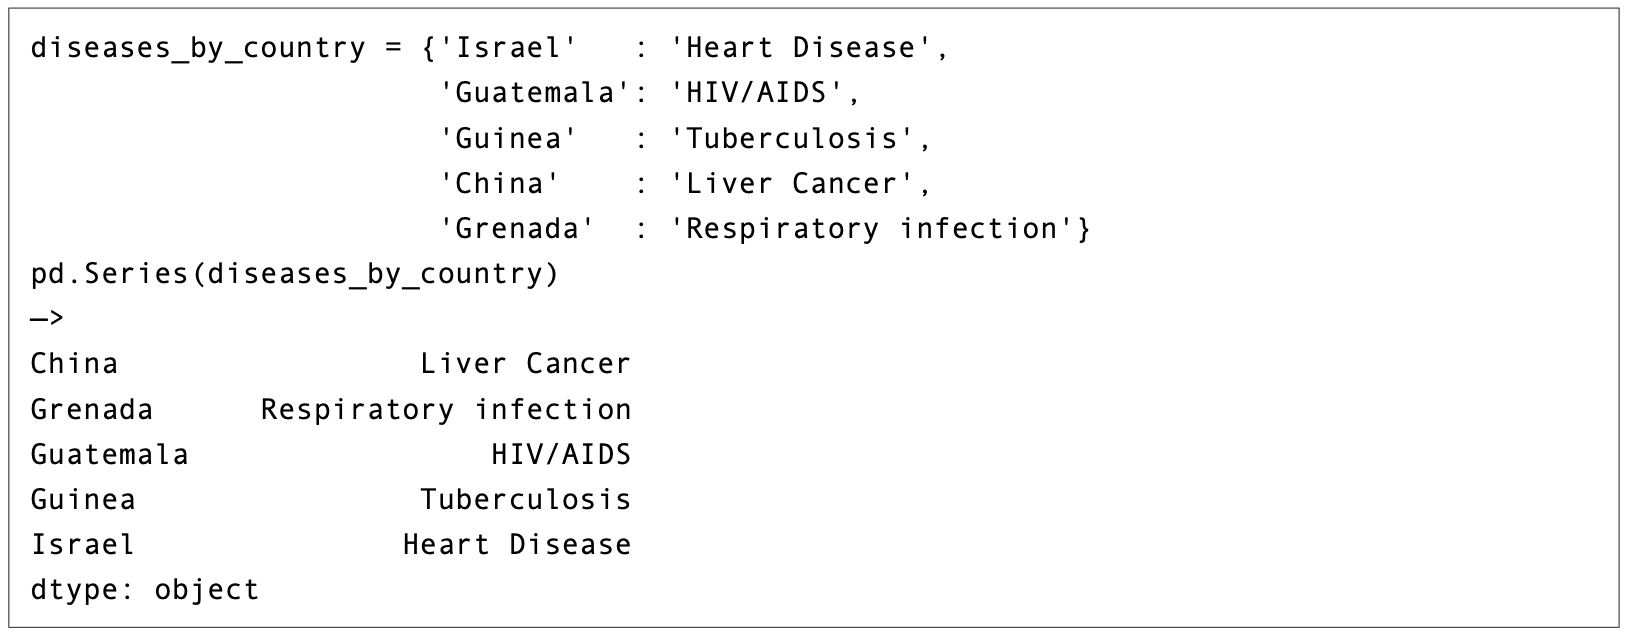 diseases_by_country = {'Israel'   : 'Heart Disease',
                       'Guatemala': 'HIV/AIDS',
                       'Guinea'   : 'Tuberculosis',
                       'China'    : 'Liver Cancer',
                       'Grenada'  : 'Respiratory infection'}
pd.Series(diseases_by_country)
—>
China                 Liver Cancer
Grenada      Respiratory infection
Guatemala                 HIV/AIDS
Guinea                Tuberculosis
Israel               Heart Disease
dtype: object